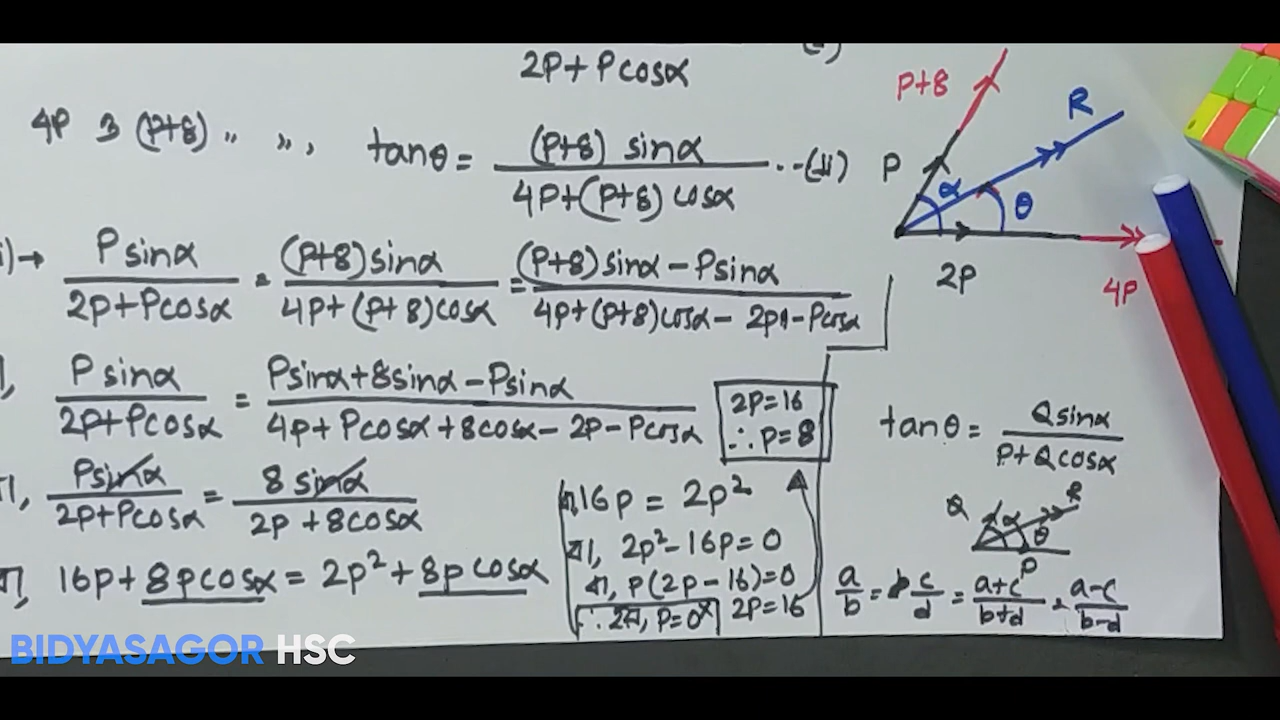 2P+Pcosα
4P ও (P+8) " ", tanθ = (P+8) sinα / 4P+(P+8) cosα ...(ii)
i)→ Psinα / 2P+Pcosα = (P+8)sinα / 4P+(P+8)cosα = (P+8)sinα-Psinα / 4P+(P+8)cosα- 2P-Pcosα
Psinα / 2P+Pcosα = Psinα+8sinα-Psinα / 4P+Pcosα+8cosα-2P-Pcosα
Psinα / 2P+Pcosα = 8 sinα / 2P+8cosα
16P+8Pcosα = 2P²+8Pcosα
বা, 16P = 2P²
বা, 2P²-16P=0
বা, P(2P-16)=0
∴ হয়, P=0× 2P=16
2P=16
∴P=8
P+8
R
P
α
θ
2P
4P
tanθ = Qsinα / P+Qcosα
Q
R
α
θ
P
a/b = c/d = a+c/b+d = a-c/b-d
BIDYASAGOR HSC